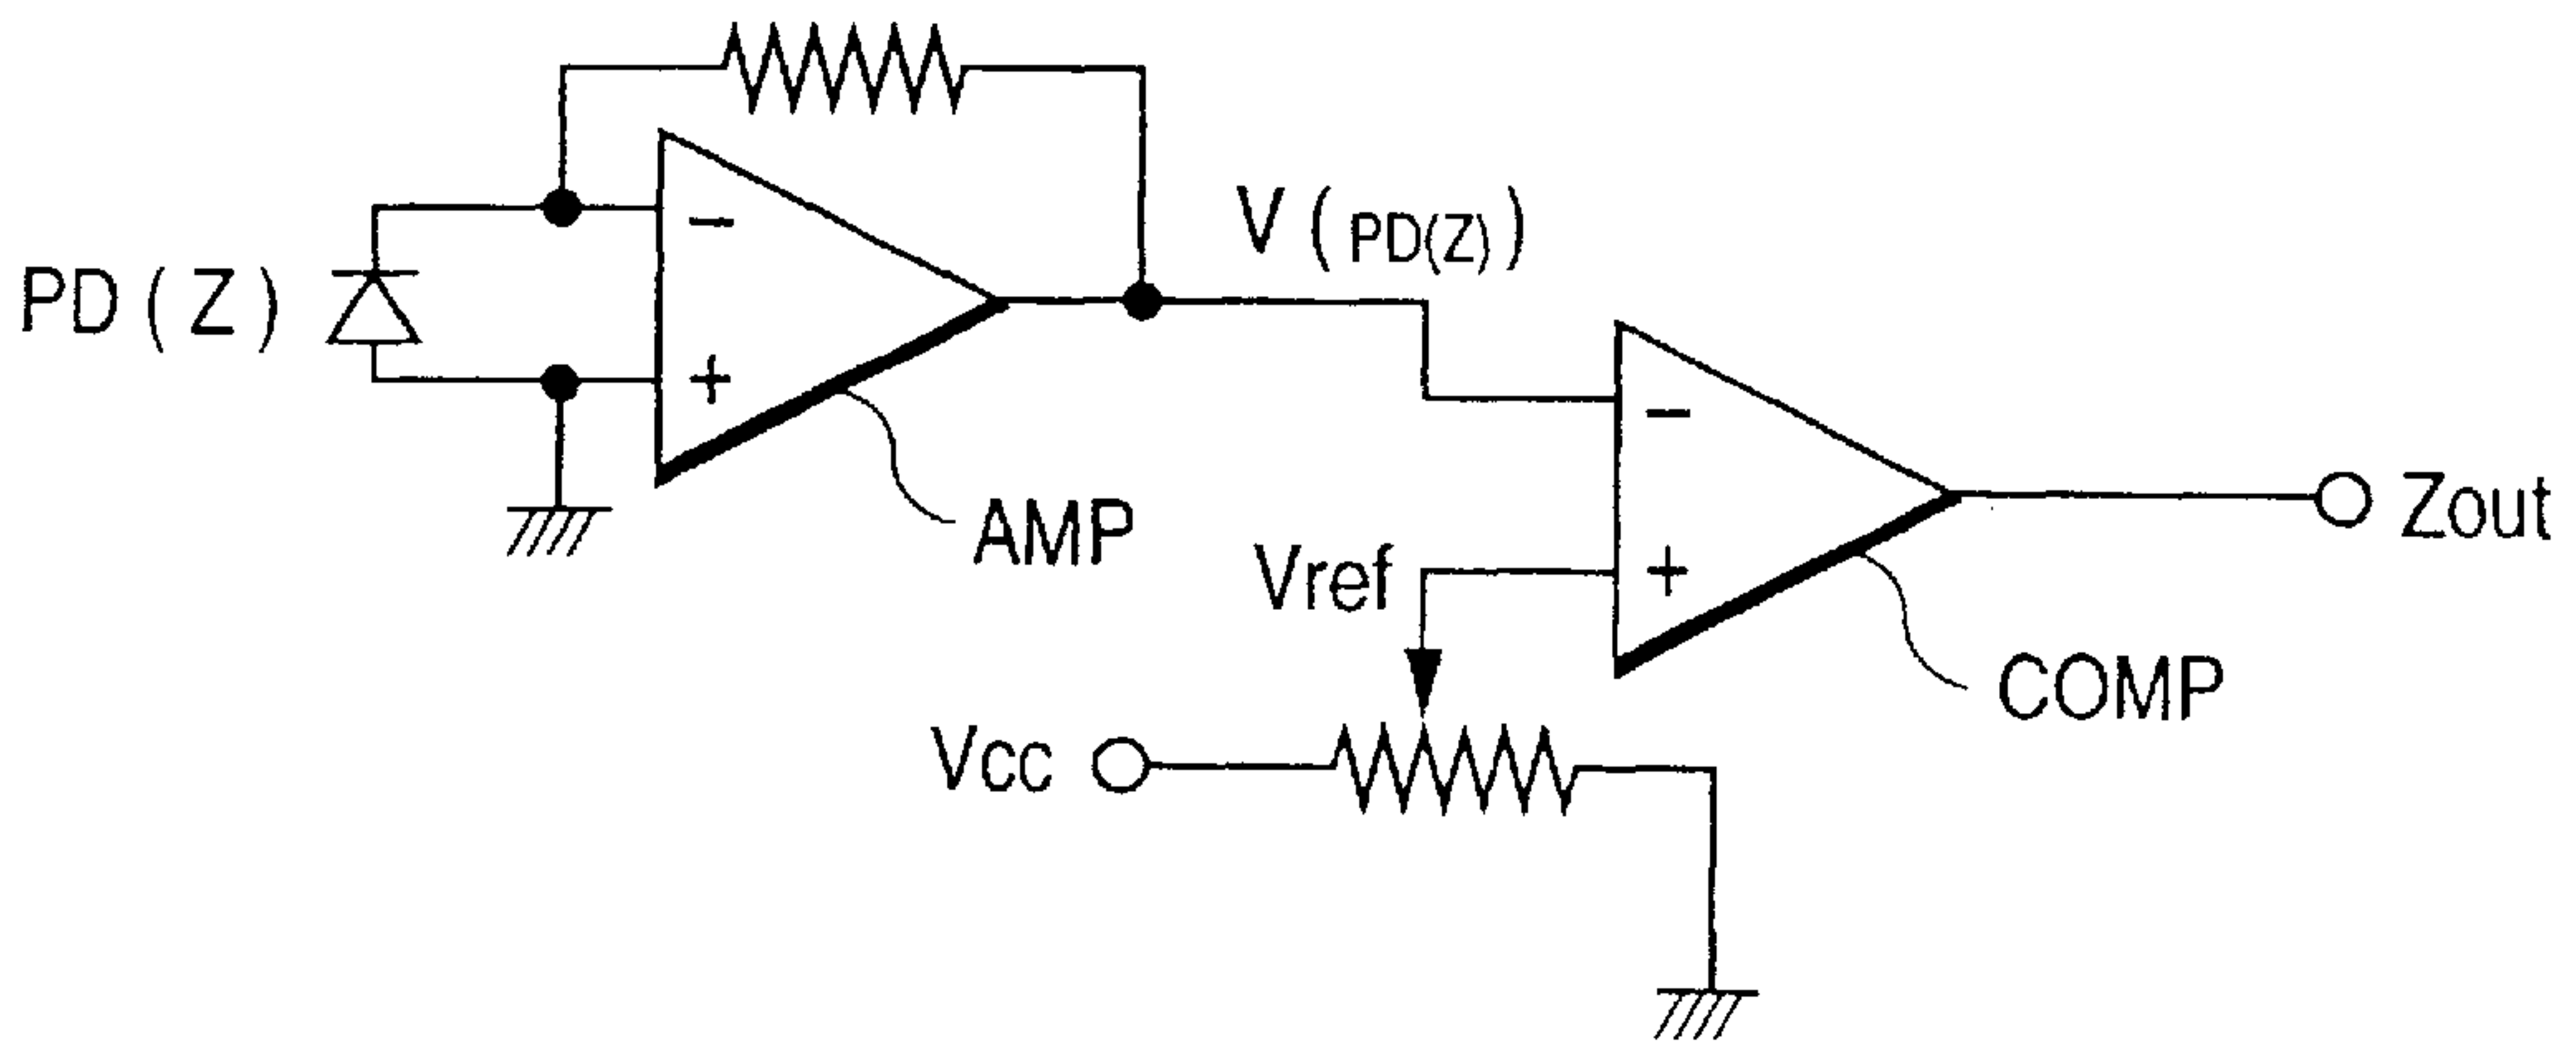 V (PD(Z))
PD ( Z )
−
+
AMP
−
+
Vref
Zout
COMP
Vcc